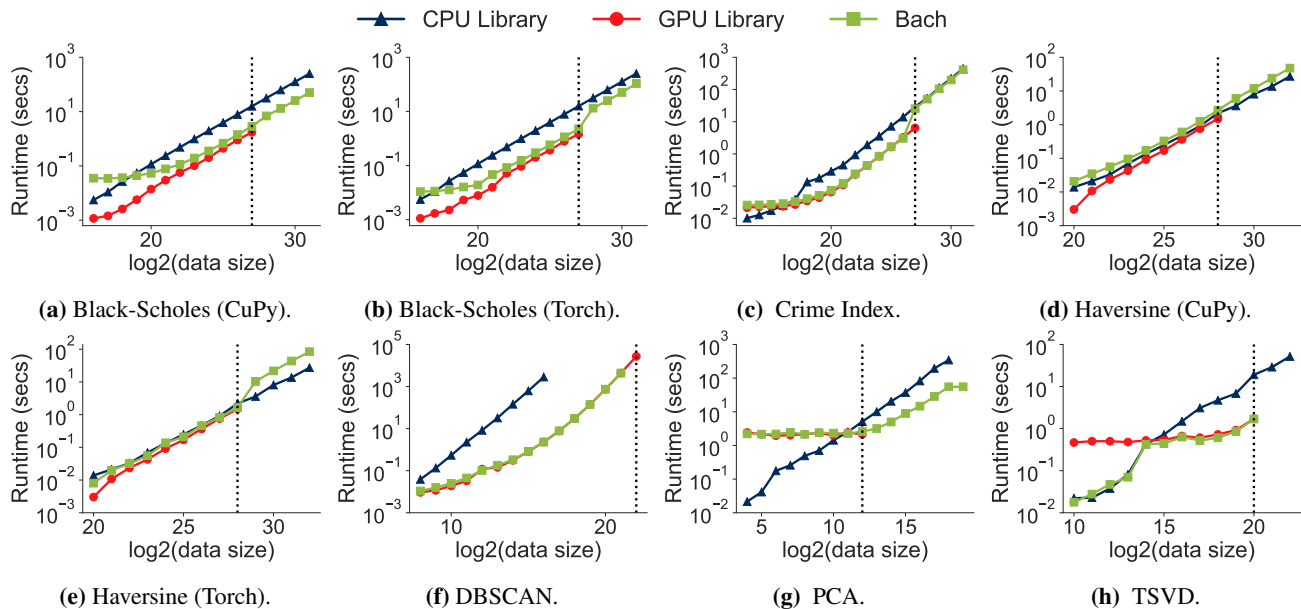 CPU Library GPU Library Bach
Runtime (secs)
10^3
10^1
10^−1
10^−3
20 30
log2(data size)
(a) Black-Scholes (CuPy).
Runtime (secs)
10^3
10^1
10^−1
10^−3
20 30
log2(data size)
(b) Black-Scholes (Torch).
Runtime (secs)
10^3
10^2
10^1
10^0
10^−1
10^−2
20 30
log2(data size)
(c) Crime Index.
Runtime (secs)
10^2
10^1
10^0
10^−1
10^−2
10^−3
20 25 30
log2(data size)
(d) Haversine (CuPy).
Runtime (secs)
10^2
10^1
10^0
10^−1
10^−2
10^−3
20 25 30
log2(data size)
(e) Haversine (Torch).
Runtime (secs)
10^5
10^3
10^1
10^−1
10^−3
10 20
log2(data size)
(f) DBSCAN.
Runtime (secs)
10^3
10^2
10^1
10^0
10^−1
10^−2
5 10 15
log2(data size)
(g) PCA.
Runtime (secs)
10^2
10^1
10^0
10^−1
10^−2
10 15 20
log2(data size)
(h) TSVD.